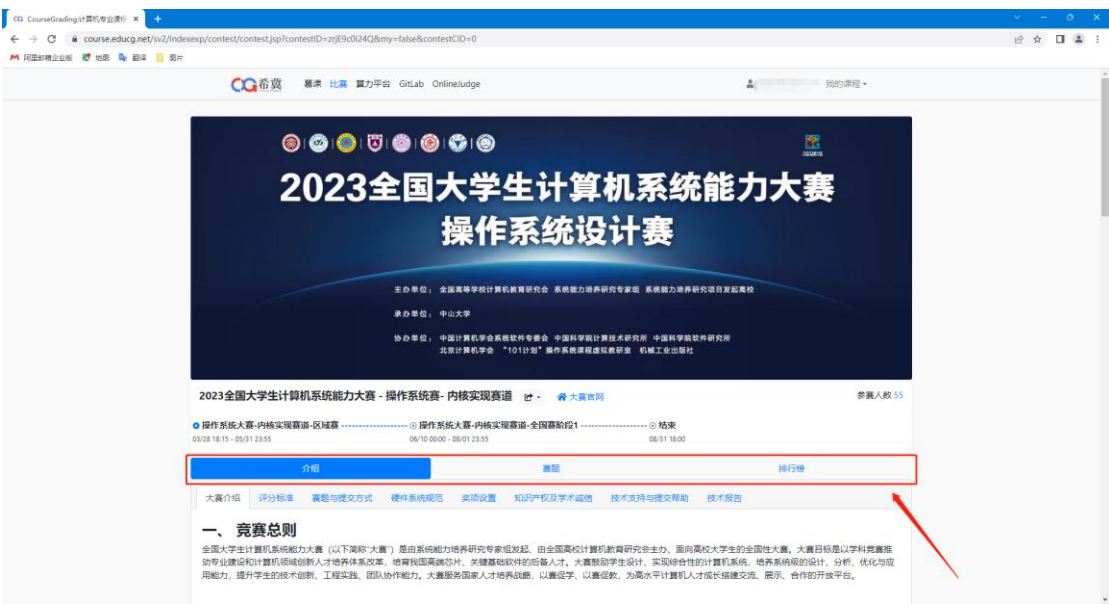 CourseGrading计算机专业课程
course.educg.net/sv2/indexexp/contest/contest.jsp?contestID=zrJE9c0I24Q&my=false&contestCID=0
阿里邮箱企业版 地图 翻译 图片
CG希冀 慕课 比赛 算力平台 GitLab OnlineJudge 我的课程
2023全国大学生计算机系统能力大赛
操作系统设计赛
主办单位： 全国高等学校计算机教育研究会 系统能力培养研究专家组 系统能力培养研究项目发起高校
承办单位： 中山大学
协办单位： 中国计算机学会系统软件专委会 中国科学院计算技术研究所 中国科学院软件研究所
北京计算机学会 “101计划”操作系统课程虚拟教研室 机械工业出版社
2023全国大学生计算机系统能力大赛 - 操作系统赛- 内核实现赛道 大赛官网 参赛人数 55
操作系统大赛-内核实现赛道-区域赛 ------------------- 操作系统大赛-内核实现赛道-全国赛阶段1 ------------------- 结束
03/28 18:15 - 05/31 23:55 06/10 00:00 - 08/01 23:55 08/31 18:00
介绍 赛题 排行榜
大赛介绍 评分标准 赛题与提交方式 硬件系统规范 奖项设置 知识产权及学术诚信 技术支持与提交帮助 技术报告
一、 竞赛总则
全国大学生计算机系统能力大赛（以下简称“大赛”）是由系统能力培养研究专家组发起、由全国高校计算机教育研究会主办、面向高校大学生的全国性大赛。大赛目标是以学科竞赛推
动专业建设和计算机领域创新人才培养体系改革、培育我国高端芯片、关键基础软件的后备人才。大赛鼓励学生设计、实现综合性的计算机系统，培养系统级的设计、分析、优化与应
用能力，提升学生的技术创新、工程实践、团队协作能力。大赛服务国家人才培养战略，以赛促学、以赛促教，为高水平计算机人才成长搭建交流、展示、合作的开放平台。